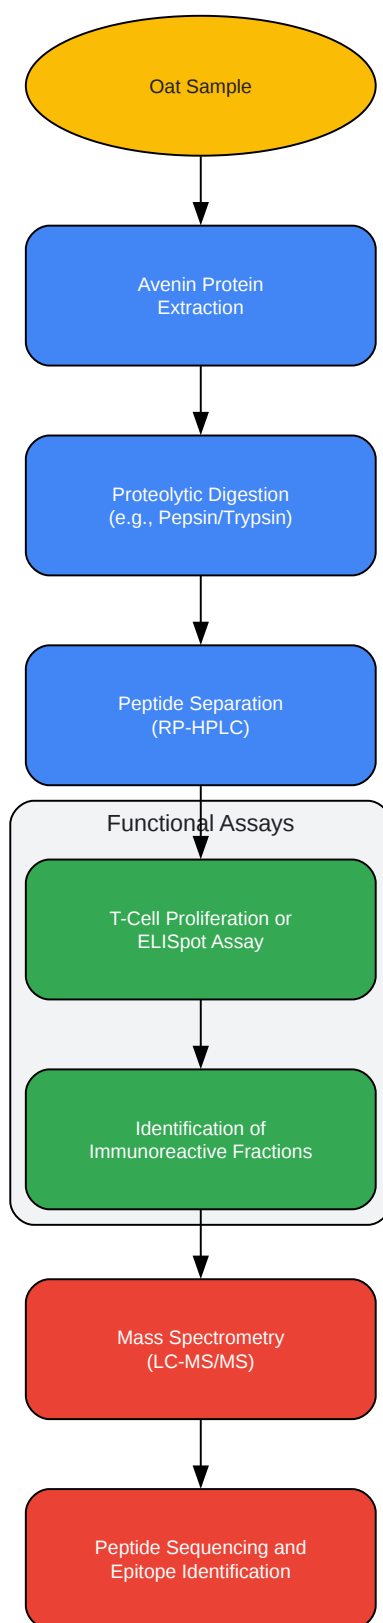 Oat Sample
Avenin Protein
Extraction
Proteolytic Digestion
(e.g., Pepsin/Trypsin)
Peptide Separation
(RP-HPLC)
Functional Assays
T-Cell Proliferation or
ELISpot Assay
Identification of
Immunoreactive Fractions
Mass Spectrometry
(LC-MS/MS)
Peptide Sequencing and
Epitope Identification